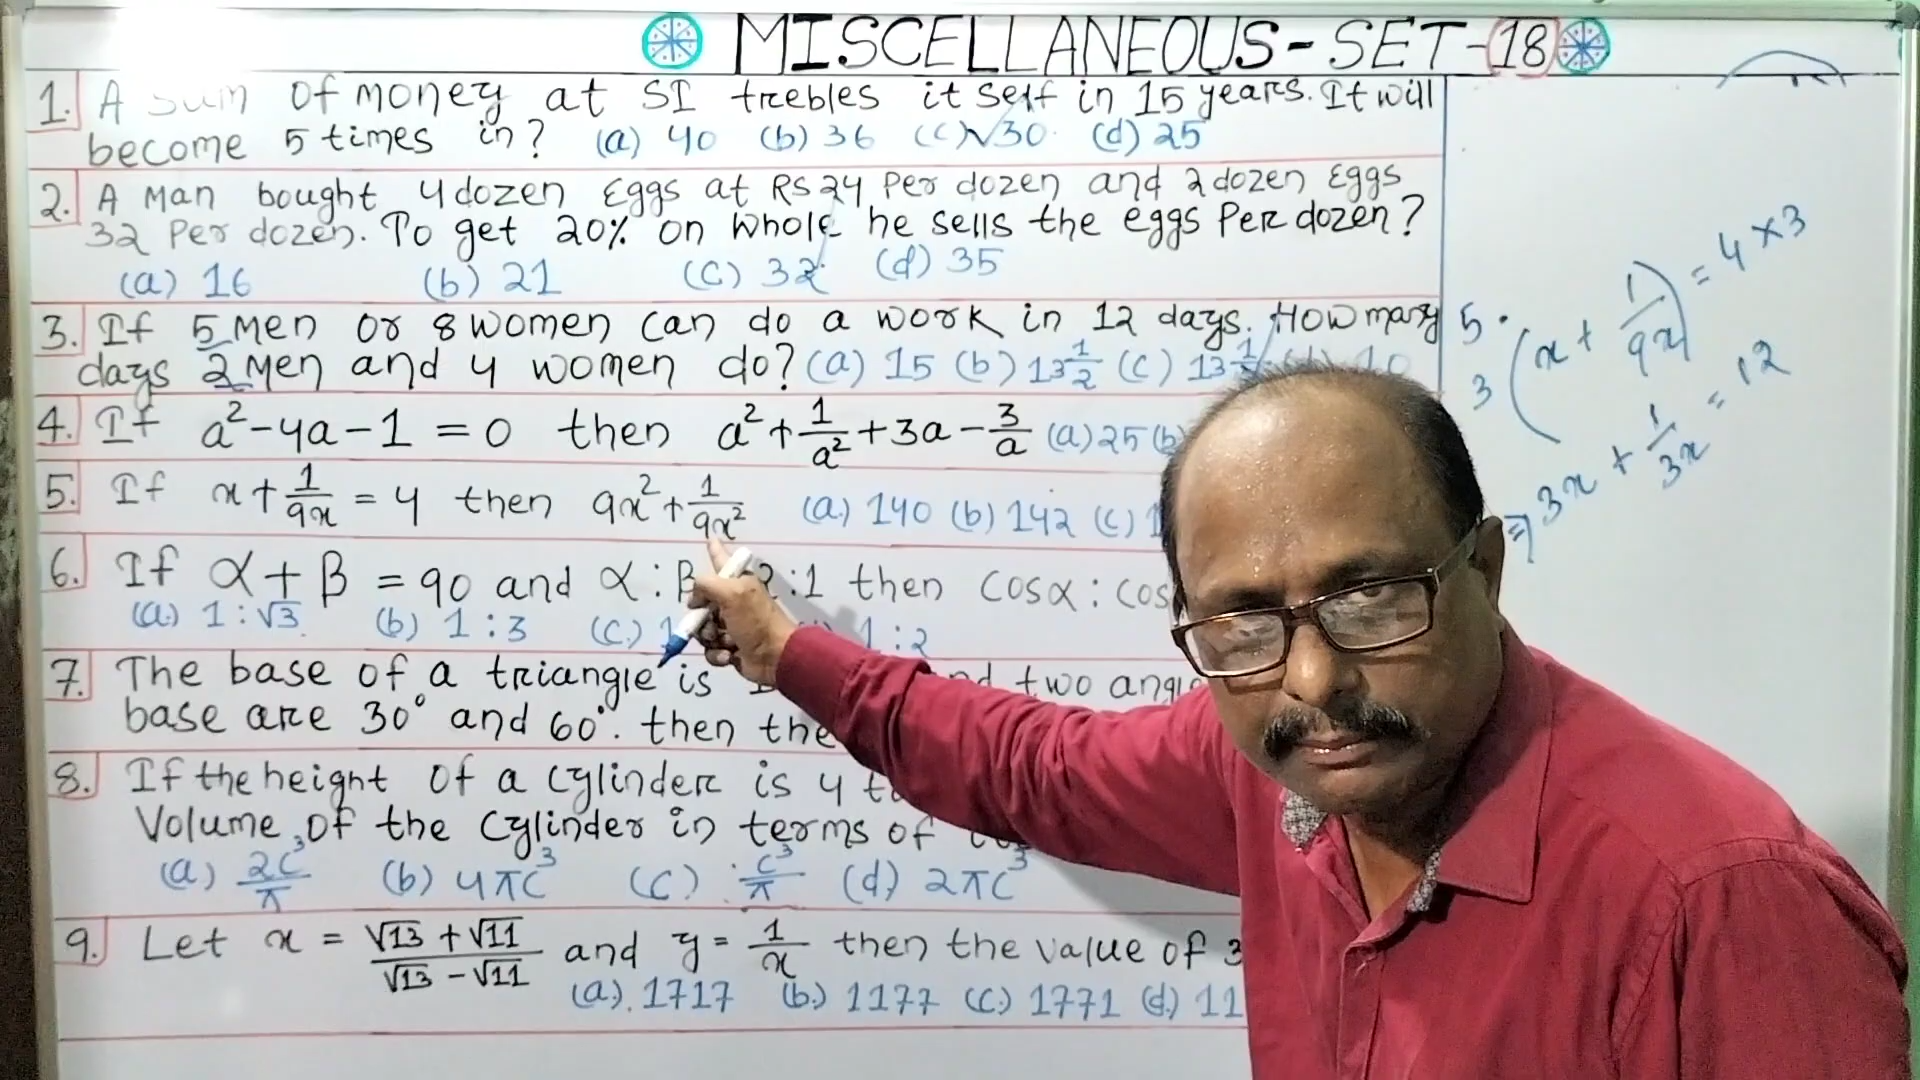 MISCELLANEOUS-SET-18
1. A Sum of money at SI trebles itself in 15 years. It will
become 5 times in? (a) 40 (b) 36 (c) √30 (d) 25
2. A Man bought 4 dozen Eggs at RS 24 Per dozen and 2 dozen Eggs
32 Per dozen. To get 20% on whole he sells the eggs Per dozen?
(a) 16 (b) 21 (c) 32 (d) 35
3. If 5 Men or 8 women can do a work in 12 days. How many
days 2 Men and 4 women do? (a) 15 (b) 13 1/2 (c) 13 (d) 10
4. If a² - 4a - 1 = 0 then a² + 1/a² + 3a - 3/a (a) 25 (b)
5. If x + 1/9x = 4 then 9x² + 1/9x² (a) 140 (b) 142 (c) 1
6. If α + β = 90 and α : β 2 : 1 then cosα : cos
(a) 1 : √3 (b) 1 : 3 (c) 1 1 : 2
7. The base of a triangle is and two
base are 30° and 60°. then the
8. If the height of a cylinder is 4
Volume of the cylinder in terms of
(a) 2c³/π (b) 4πc³ (c) c³/π (d) 2πc³
9. Let x = √13 + √11/√13 - √11 and y = 1/x then the value of 3
(a) 1717 (b) 1177 (c) 1771 (d) 11
5.
3 (x + 1/9x) = 4 × 3
⇒ 3x + 1/3x = 12